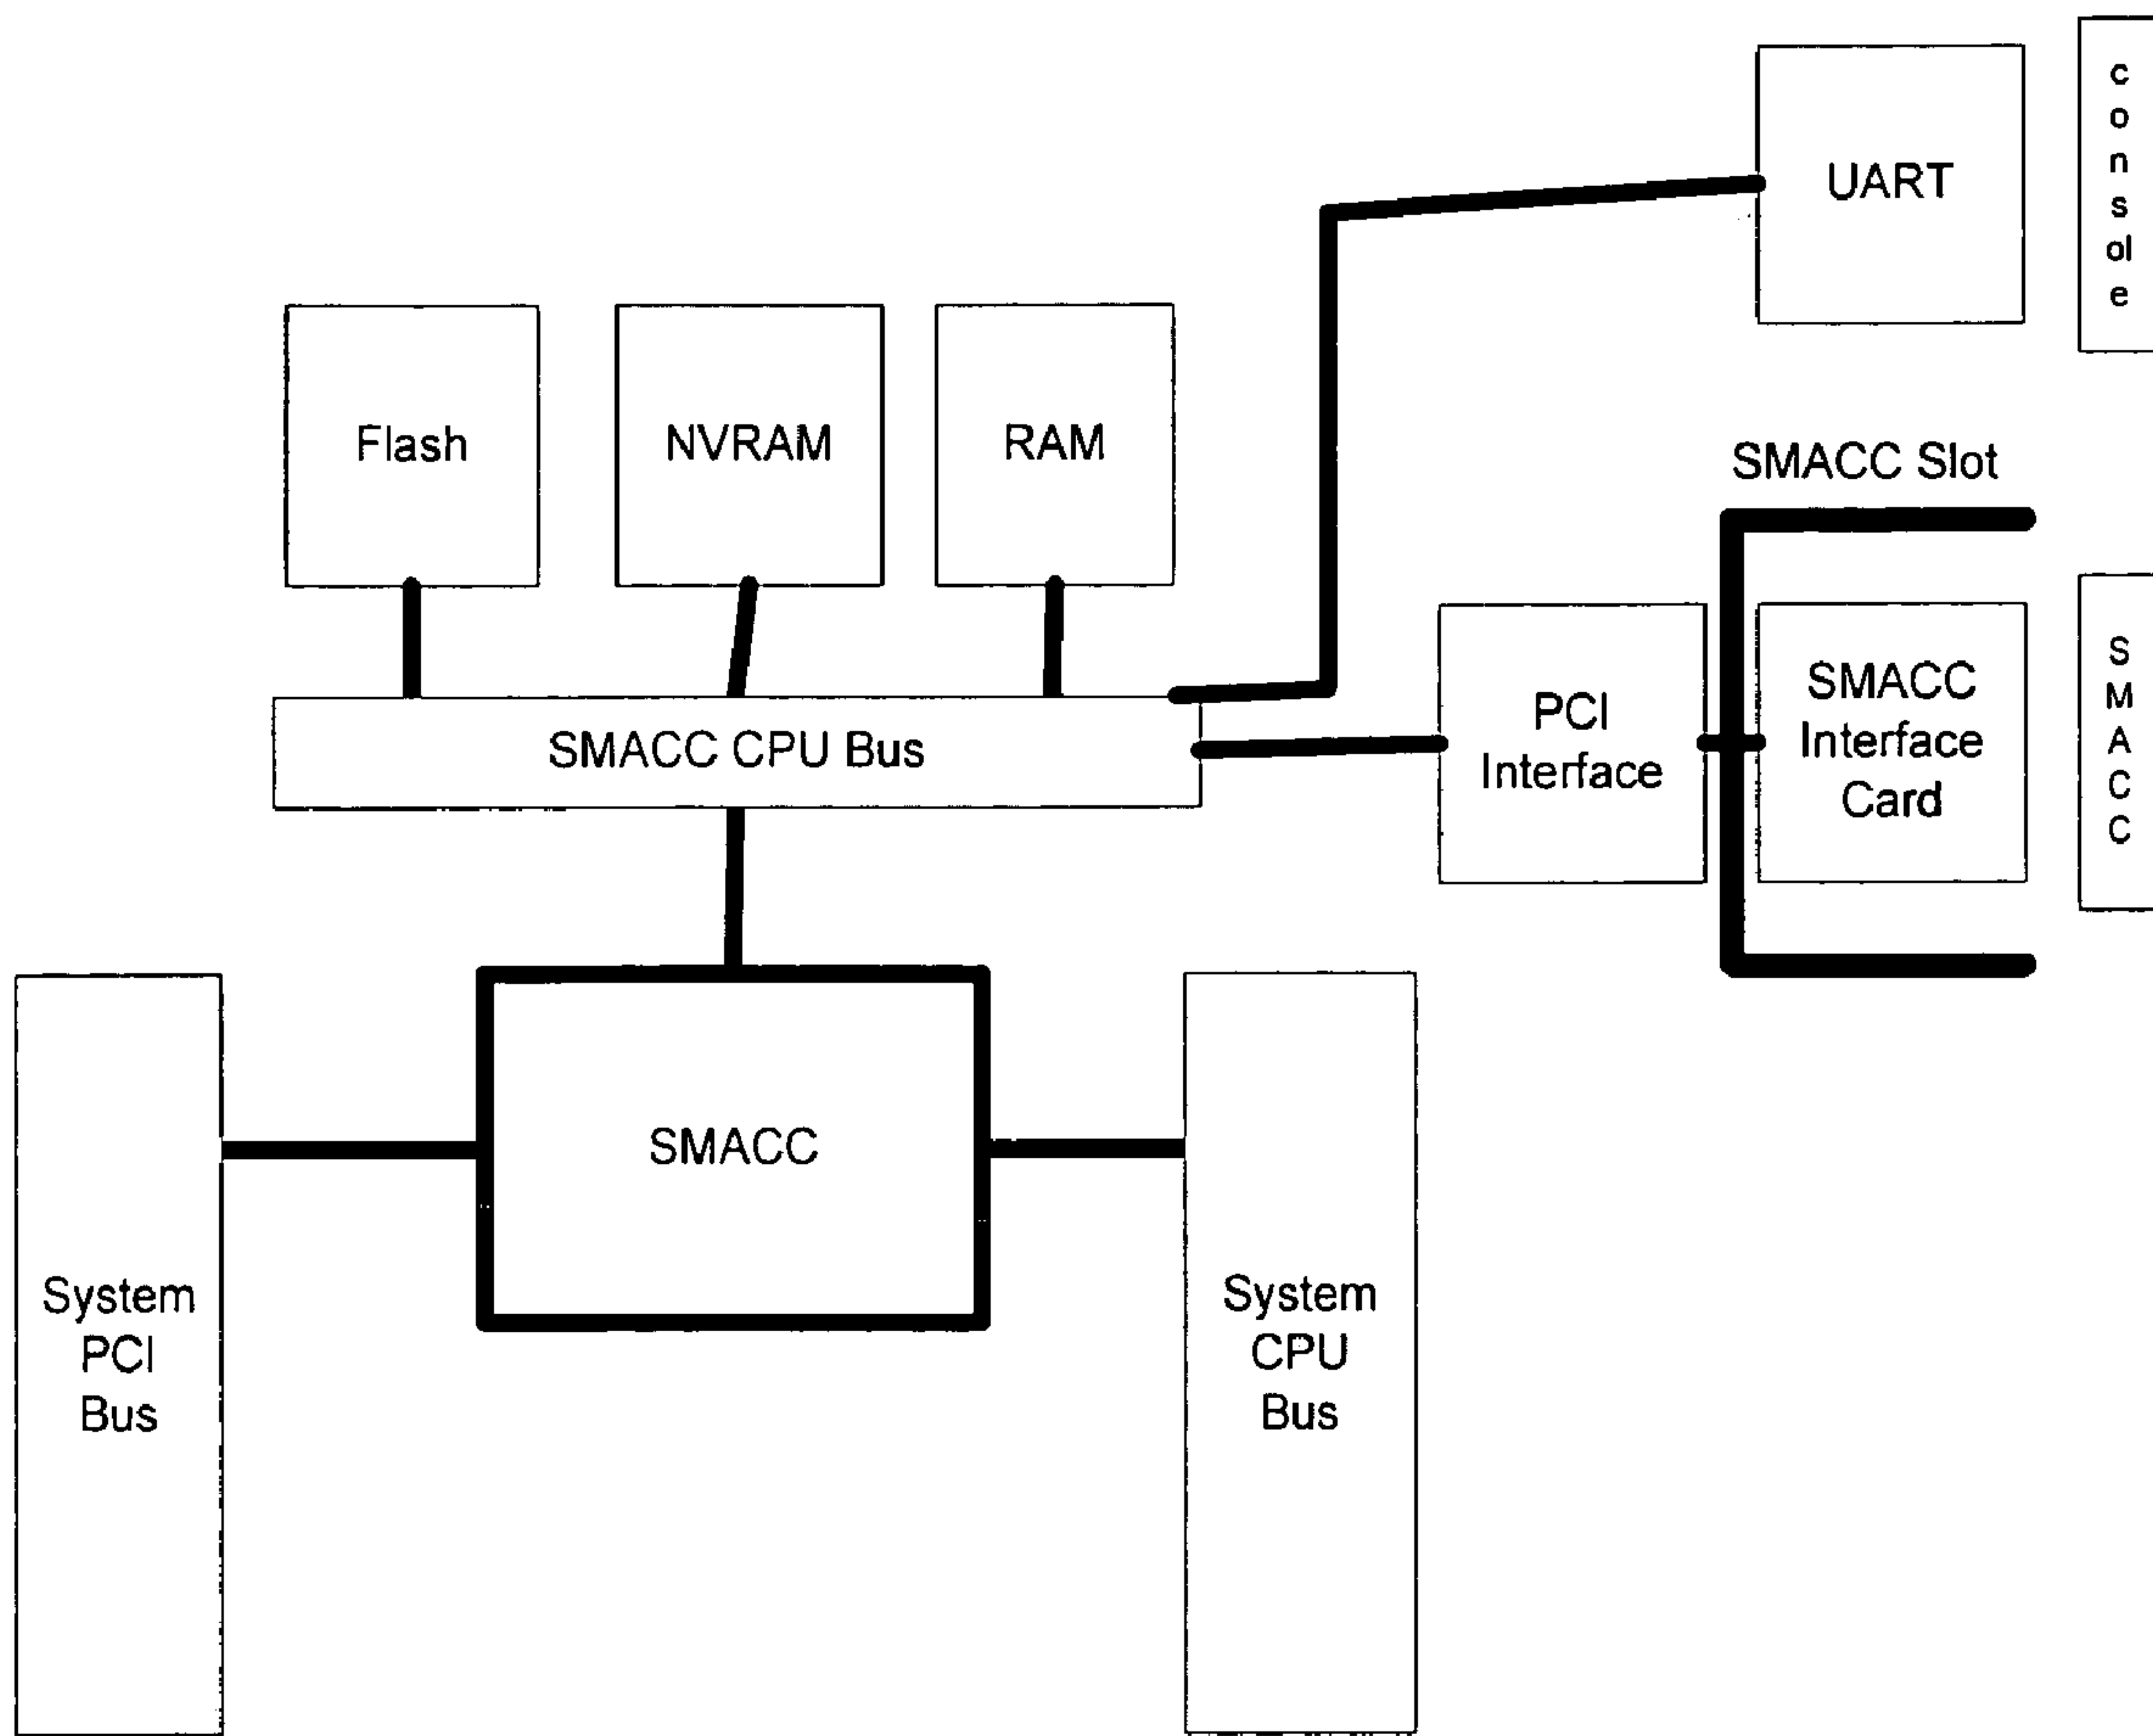 c
o
n
s
ol
e
UART
Flash
NVRAM
RAM
SMACC Slot
SMACC CPU Bus
PCI
Interface
SMACC
Interface
Card
S
M
A
C
C
SMACC
System
PCI
Bus
System
CPU
Bus